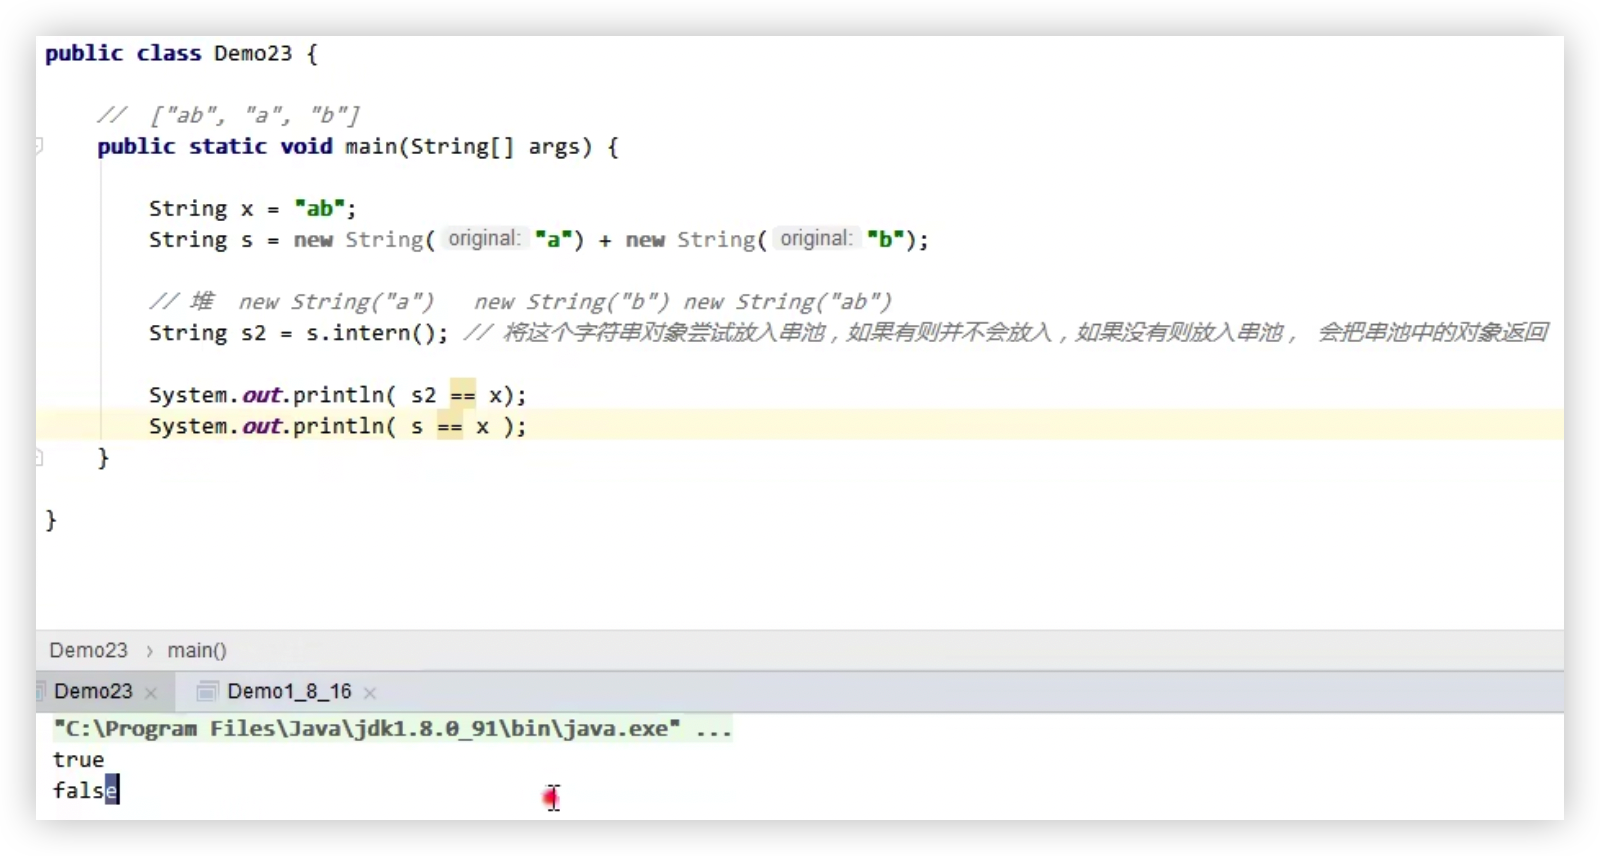 public class Demo23 {
// ["ab", "a", "b"]
public static void main(String[] args) {
String x = "ab";
String s = new String( original: "a") + new String( original: "b");
// 堆 new String("a") new String("b") new String("ab")
String s2 = s.intern(); // 将这个字符串对象尝试放入串池，如果有则并不会放入，如果没有则放入串池， 会把串池中的对象返回
System.out.println( s2 == x);
System.out.println( s == x );
}
}
Demo23 › main()
Demo23 × Demo1_8_16 ×
"C:\Program Files\Java\jdk1.8.0_91\bin\java.exe" ...
true
false